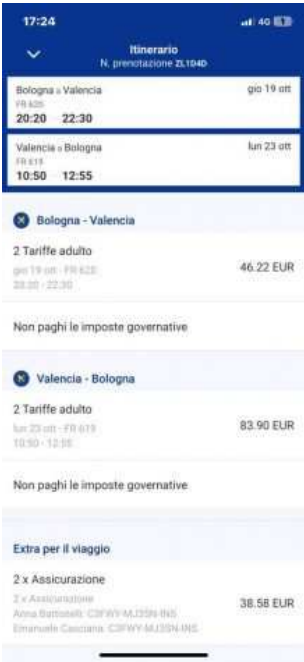 17:24
4G
Itinerario
N. prenotazione
Bologna a Valencia
gio 19 ott
20:20 22:30
Valencia a Bologna
lun 23 ott
FR 619
10:50 12:55
Bologna - Valencia
2 Tariffe adulto
gio 19 ott - FR
46.22 EUR
20:20 - 22:30
Non paghi le imposte governative
Valencia - Bologna
2 Tariffe adulto
lun 23 ott - FR 619
83.90 EUR
10:50 - 12:55
Non paghi le imposte governative
Extra per il viaggio
2 x Assicurazione
2 x Assicurazione
38.58 EUR